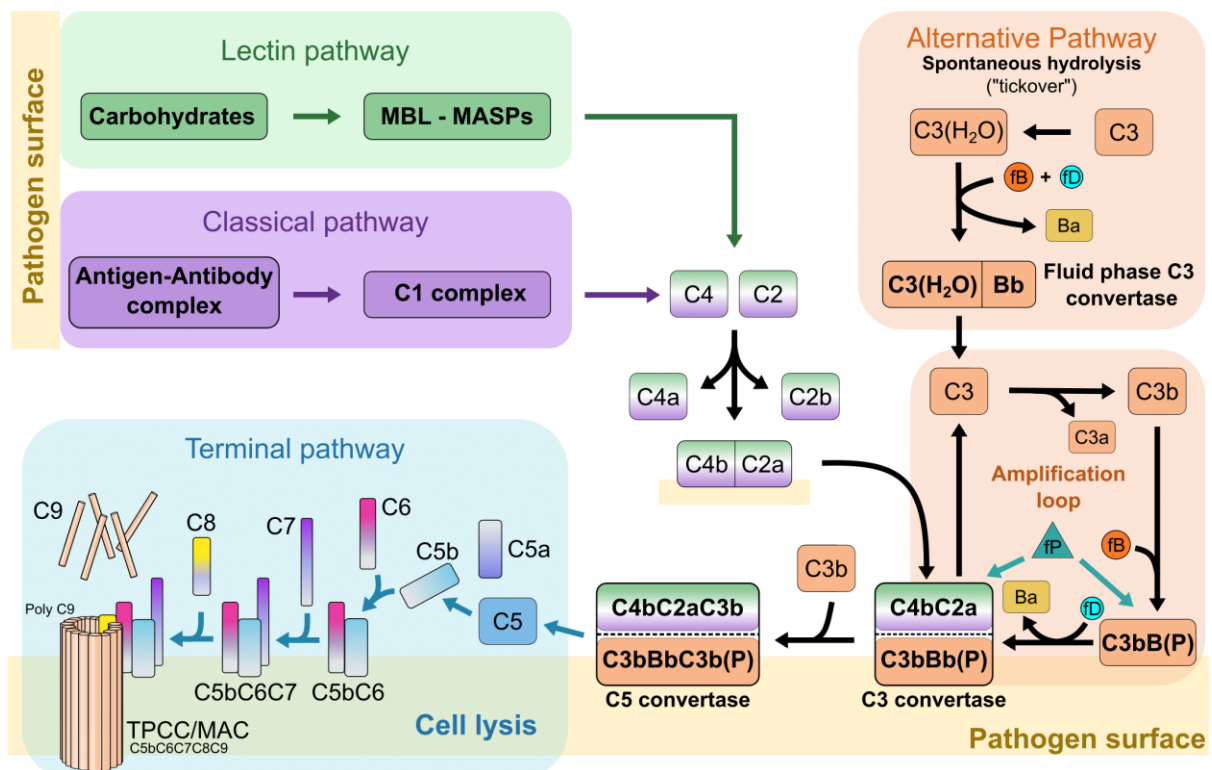 Pathogen surface
Lectin pathway
Carbohydrates
MBL - MASPs
Classical pathway
Antigen-Antibody
complex
C1 complex
Alternative Pathway
Spontaneous hydrolysis
("tickover")
C3(H₂O)
C3
fB + fD
Ba
C3(H₂O) Bb
Fluid phase C3
convertase
C4
C2
C4a
C2b
C4b C2a
C3
C3b
C3a
Amplification
loop
fP
fB
Ba
fD
C3bB(P)
C4bC2a
C3bBb(P)
C3 convertase
C3b
C4bC2aC3b
C3bBbC3b(P)
C5 convertase
Pathogen surface
Terminal pathway
C9
C8
C7
C6
C5b
C5a
C5
Poly C9
C5bC6C7
C5bC6
TPCC/MAC
C5bC6C7C8C9
Cell lysis